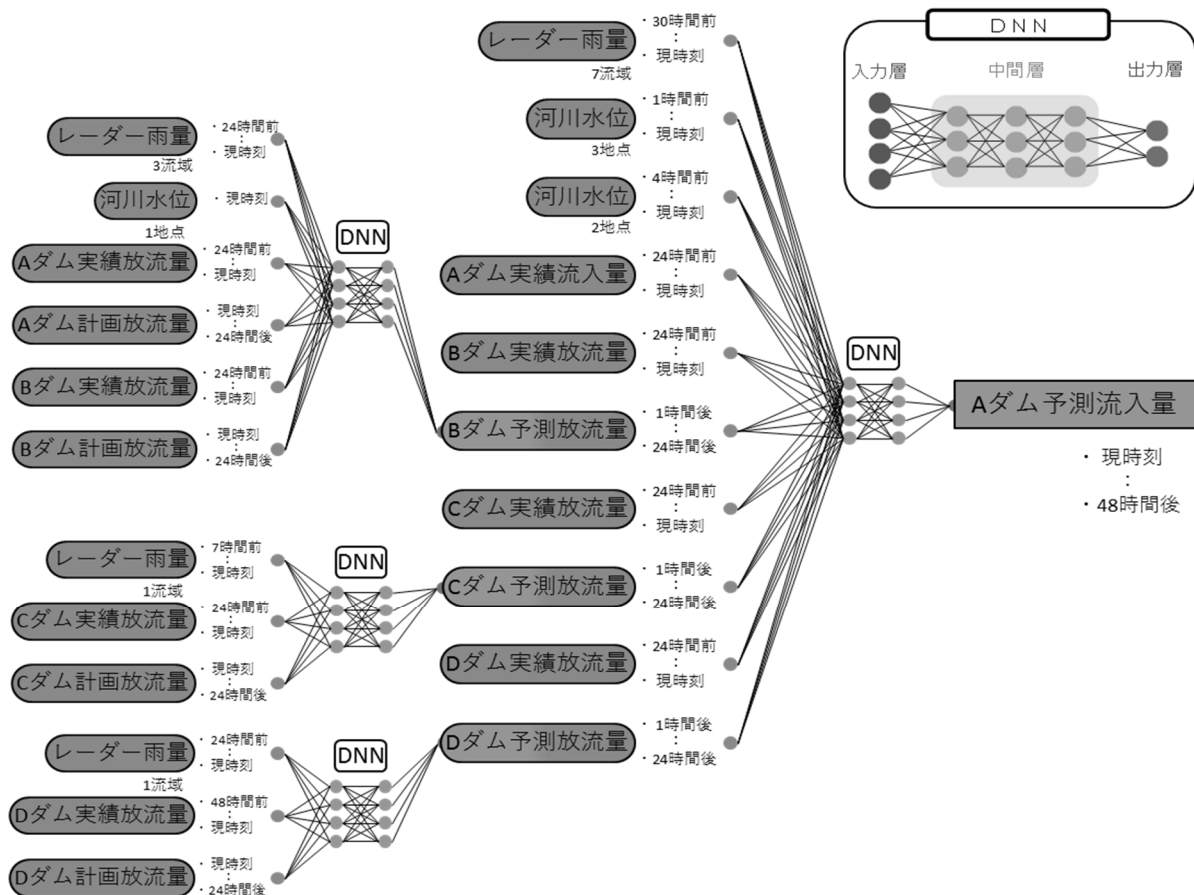 レーダー雨量
3流域
・24時間前
:
・現時刻
河川水位
1地点
・現時刻
Aダム実績放流量
・24時間前
:
・現時刻
Aダム計画放流量
・現時刻
:
・24時間後
Bダム実績放流量
・24時間前
:
・現時刻
Bダム計画放流量
・現時刻
:
・24時間後
DNN
レーダー雨量
1流域
・7時間前
:
・現時刻
Cダム実績放流量
・24時間前
:
・現時刻
Cダム計画放流量
・現時刻
:
・24時間後
DNN
レーダー雨量
1流域
・24時間前
:
・現時刻
Dダム実績放流量
・48時間前
:
・現時刻
Dダム計画放流量
・現時刻
:
・24時間後
DNN
レーダー雨量
7流域
・30時間前
:
・現時刻
河川水位
3地点
・1時間前
:
・現時刻
河川水位
2地点
・4時間前
:
・現時刻
Aダム実績流入量
・24時間前
:
・現時刻
Bダム実績放流量
・24時間前
:
・現時刻
Bダム予測放流量
・1時間後
:
・24時間後
Cダム実績放流量
・24時間前
:
・現時刻
Cダム予測放流量
・1時間後
:
・24時間後
Dダム実績放流量
・24時間前
:
・現時刻
Dダム予測放流量
・1時間後
:
・24時間後
DNN
Aダム予測流入量
・現時刻
:
・48時間後
DNN
入力層
中間層
出力層